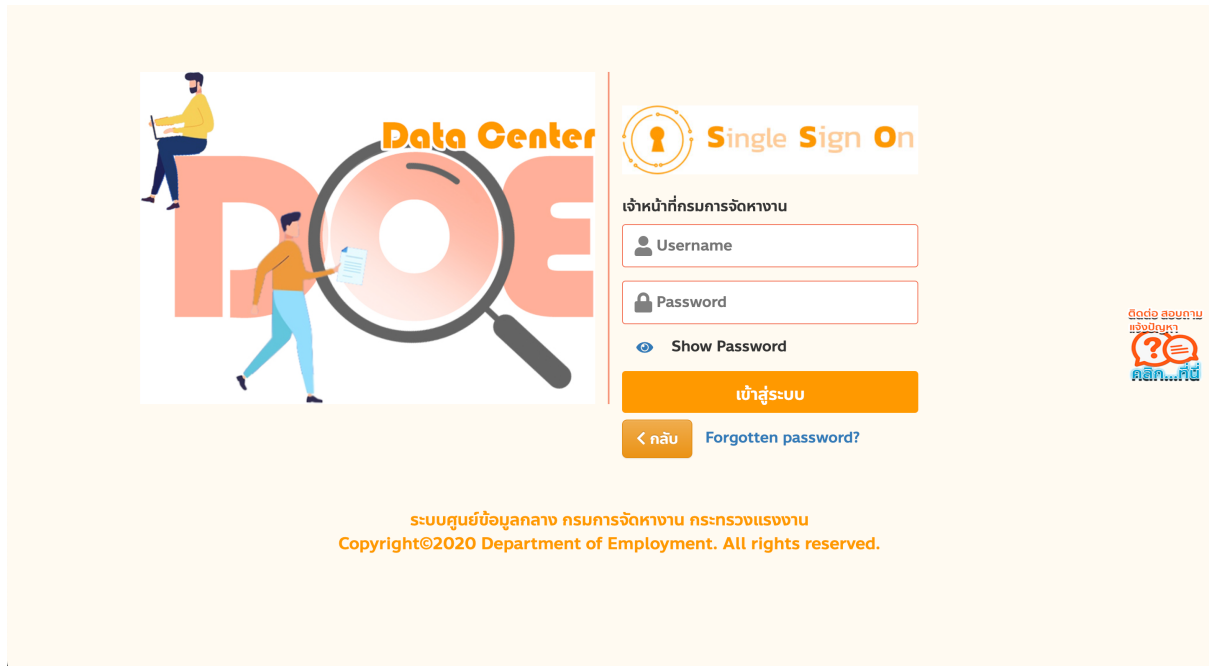 Data Center
DOE
Single Sign On
เจ้าหน้าที่กรมการจัดหางาน
Username
Password
Show Password
เข้าสู่ระบบ
กลับ
Forgotten password?
ติดต่อ สอบถาม
แจ้งปัญหา
คลิก...ที่นี่
ระบบศูนย์ข้อมูลกลาง กรมการจัดหางาน กระทรวงแรงงาน
Copyright©2020 Department of Employment. All rights reserved.